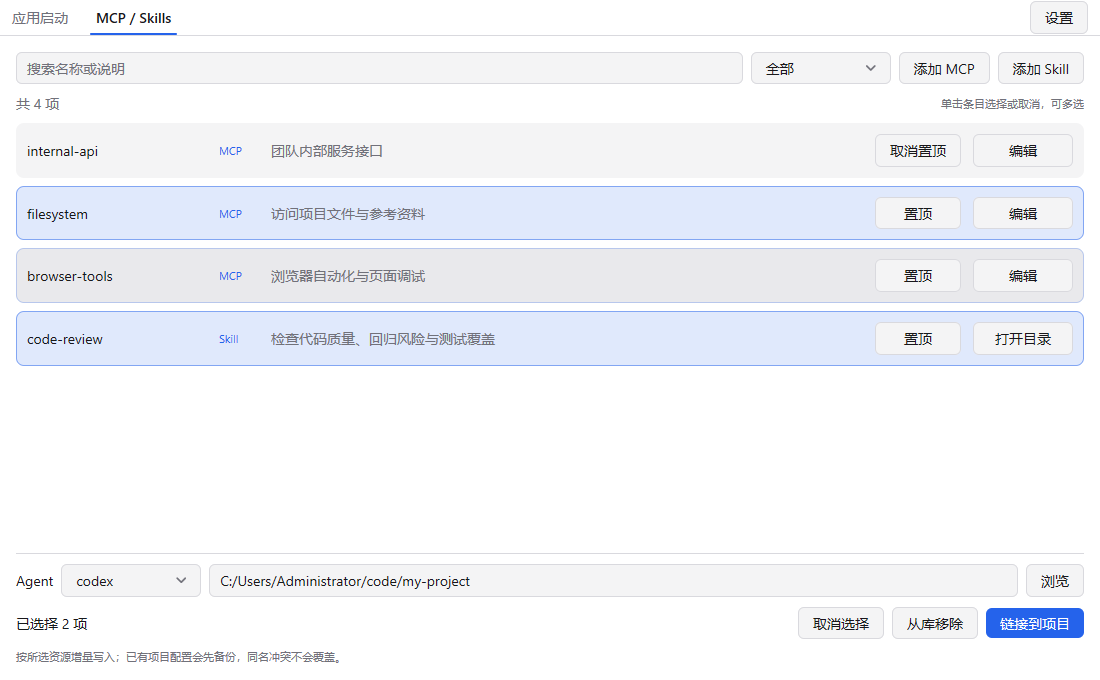 应用启动 MCP / Skills 设置
搜索名称或说明 全部 添加 MCP 添加 Skill
共 4 项 单击条目选择或取消，可多选
internal-api MCP 团队内部服务接口 取消置顶 编辑
filesystem MCP 访问项目文件与参考资料 置顶 编辑
browser-tools MCP 浏览器自动化与页面调试 置顶 编辑
code-review Skill 检查代码质量、回归风险与测试覆盖 置顶 打开目录
Agent codex C:/Users/Administrator/code/my-project 浏览
已选择 2 项 取消选择 从库移除 链接到项目
按所选资源增量写入；已有项目配置会先备份，同名冲突不会覆盖。